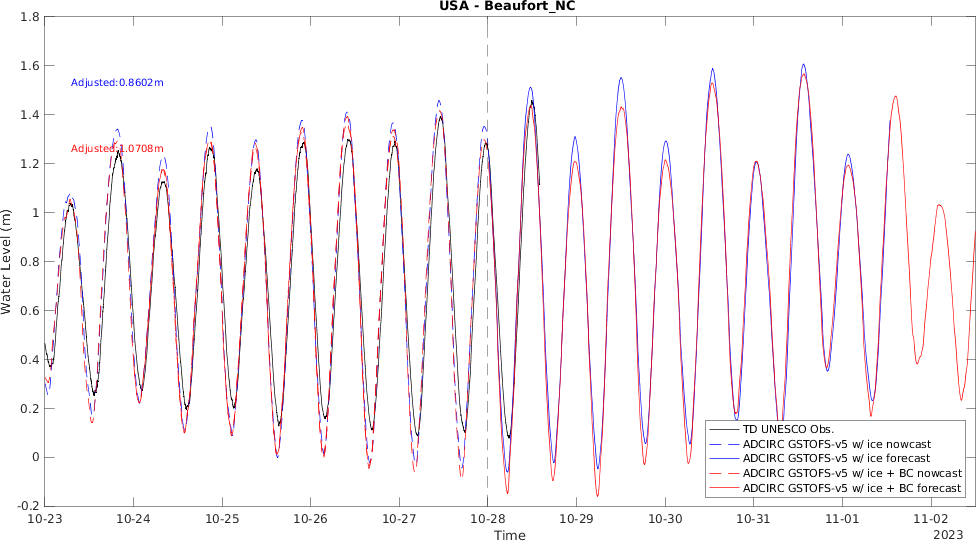 USA - Beaufort_NC
1.8
1.6
1.4
1.2
1
0.8
0.6
0.4
0.2
0
-0.2
Water Level (m)
Adjusted:0.8602m
Adjusted:1.0708m
TD UNESCO Obs.
ADCIRC GSTOFS-v5 w/ ice nowcast
ADCIRC GSTOFS-v5 w/ ice forecast
ADCIRC GSTOFS-v5 w/ ice + BC nowcast
ADCIRC GSTOFS-v5 w/ ice + BC forecast
10-23 10-24 10-25 10-26 10-27 10-28 10-29 10-30 10-31 11-01 11-02
2023
Time